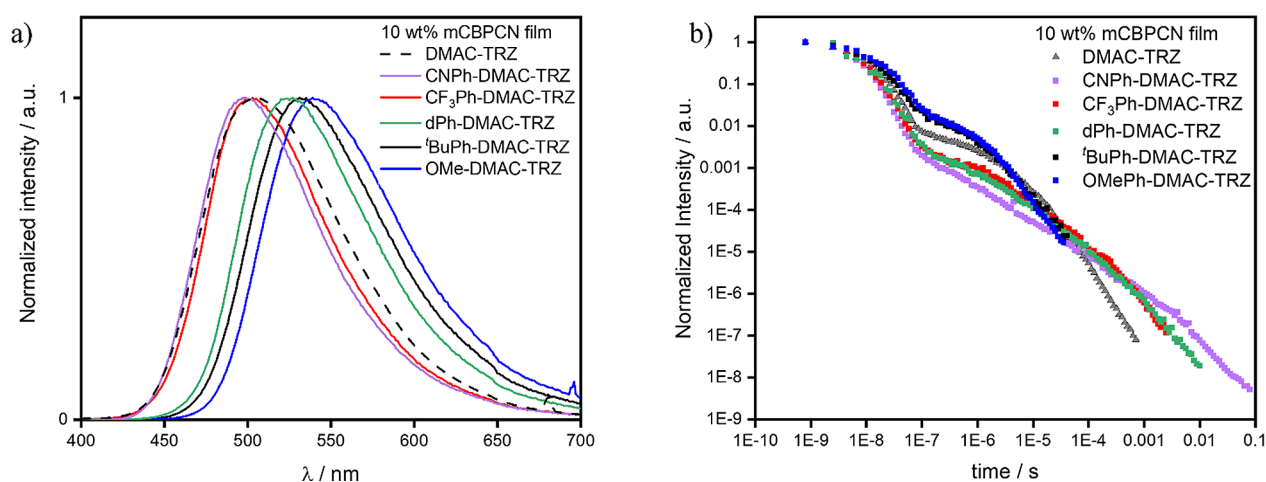 a)
10 wt% mCBPCN film
DMAC-TRZ
CNPh-DMAC-TRZ
CF₃Ph-DMAC-TRZ
dPh-DMAC-TRZ
ᵗBuPh-DMAC-TRZ
OMe-DMAC-TRZ
Normalized intensity / a.u.
1
0
400 450 500 550 600 650 700
λ / nm
b)
10 wt% mCBPCN film
DMAC-TRZ
CNPh-DMAC-TRZ
CF₃Ph-DMAC-TRZ
dPh-DMAC-TRZ
ᵗBuPh-DMAC-TRZ
OMePh-DMAC-TRZ
Normalized Intensity / a.u.
1
0.1
0.01
0.001
1E-4
1E-5
1E-6
1E-7
1E-8
1E-9
1E-10 1E-9 1E-8 1E-7 1E-6 1E-5 1E-4 0.001 0.01 0.1
time / s